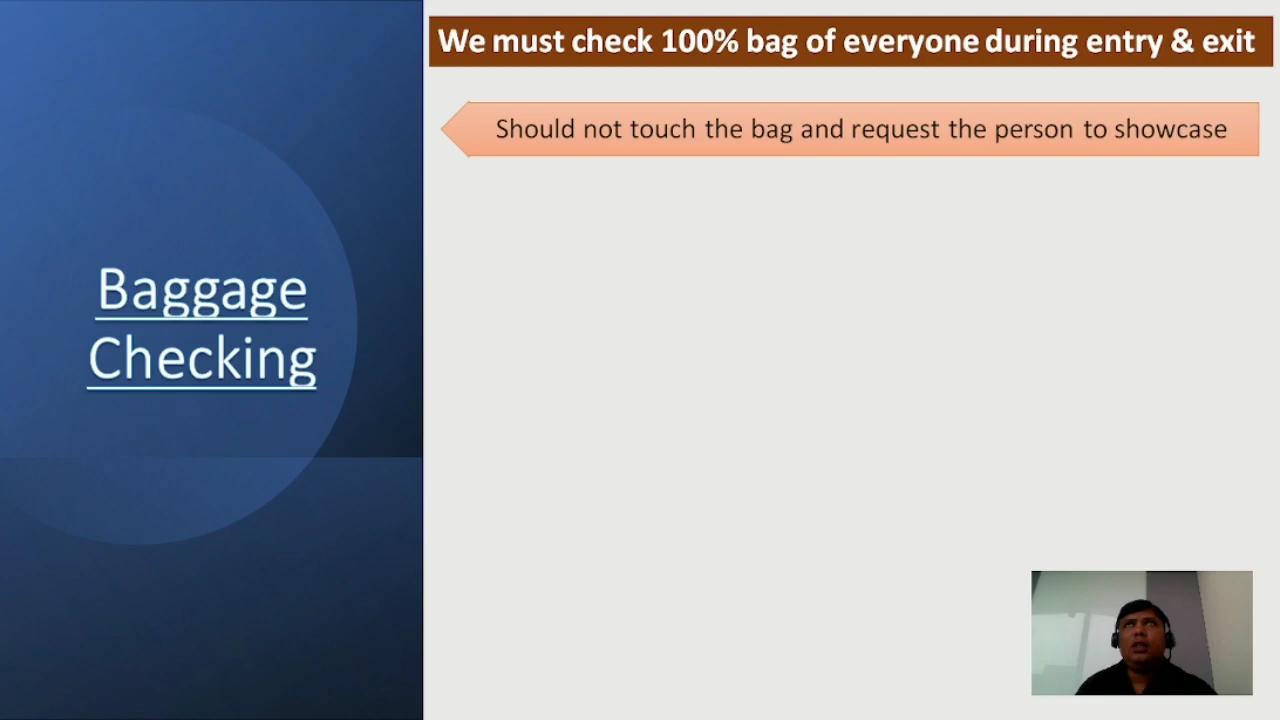 We must check 100% bag of everyone during entry & exit
Should not touch the bag and request the person to showcase
Baggage
Checking